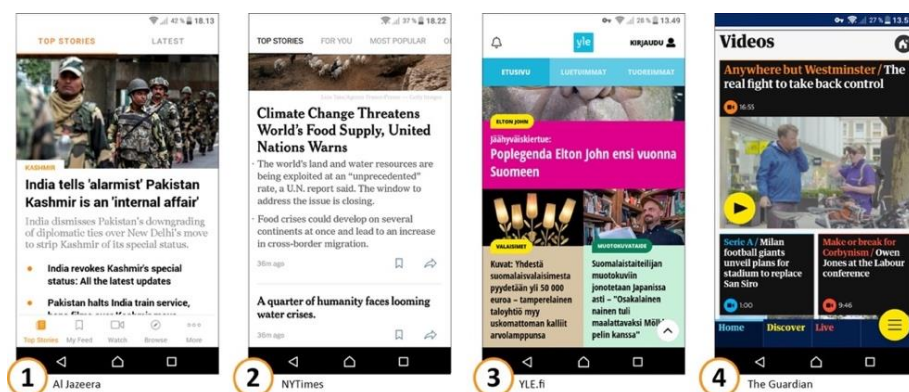 42 % 18.13
TOP STORIES LATEST
KASHMIR
India tells 'alarmist' Pakistan
Kashmir is an 'internal affair'
India dismisses Pakistan's downgrading
of diplomatic ties over New Delhi's move
to strip Kashmir of its special status.
India revokes Kashmir's special
status: All the latest updates
Pakistan halts India train service,
Top Stories My Feed Watch Browse More
1 Al Jazeera
37 % 18.22
TOP STORIES FOR YOU MOST POPULAR
Climate Change Threatens
World's Food Supply, United
Nations Warns
· The world's land and water resources are
being exploited at an "unprecedented"
rate, a U.N. report said. The window to
address the issue is closing.
· Food crises could develop on several
continents at once and lead to an increase
in cross-border migration.
36m ago
A quarter of humanity faces looming
water crises.
36m ago
2 NYTimes
28 % 13.49
yle KIRJAUDU
ETUSIVU LUETUIMMAT TUOREIMMAT
ELTON JOHN
Jäähyväiskiertue:
Poplegenda Elton John ensi vuonna
Suomeen
VALAISIMET
Kuvat: Yhdestä
suomalaisvalaisimesta
pyydetään yli 50 000
euroa – tamperelainen
taloyhtiö myy
uskomattoman kalliit
arvolamppunsa
MUOTOKUVATAIDE
Suomalaistaiteilijan
muotokuviin
jonotetaan Japanissa
asti – "Osakalainen
nainen tuli
maalattavaksi
pelin kanssa"
3 YLE.fi
27 % 13.5
Videos
Anywhere but Westminster / The
real fight to take back control
16:55
Serie A / Milan
football giants
unveil plans for
stadium to replace
San Siro
1:00
Make or break for
Corbynism / Owen
Jones at the Labour
conference
9:46
Home Discover Live
4 The Guardian